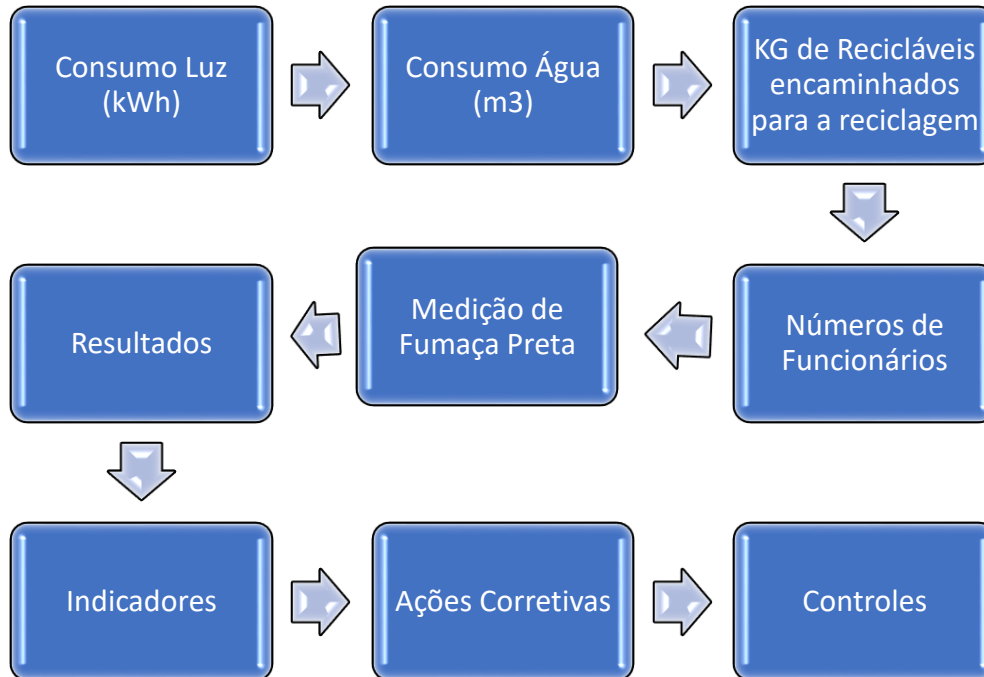 Consumo Luz
(kWh)
Consumo Água
(m3)
KG de Recicláveis
encaminhados
para a reciclagem
Números de
Funcionários
Medição de
Fumaça Preta
Resultados
Indicadores
Ações Corretivas
Controles